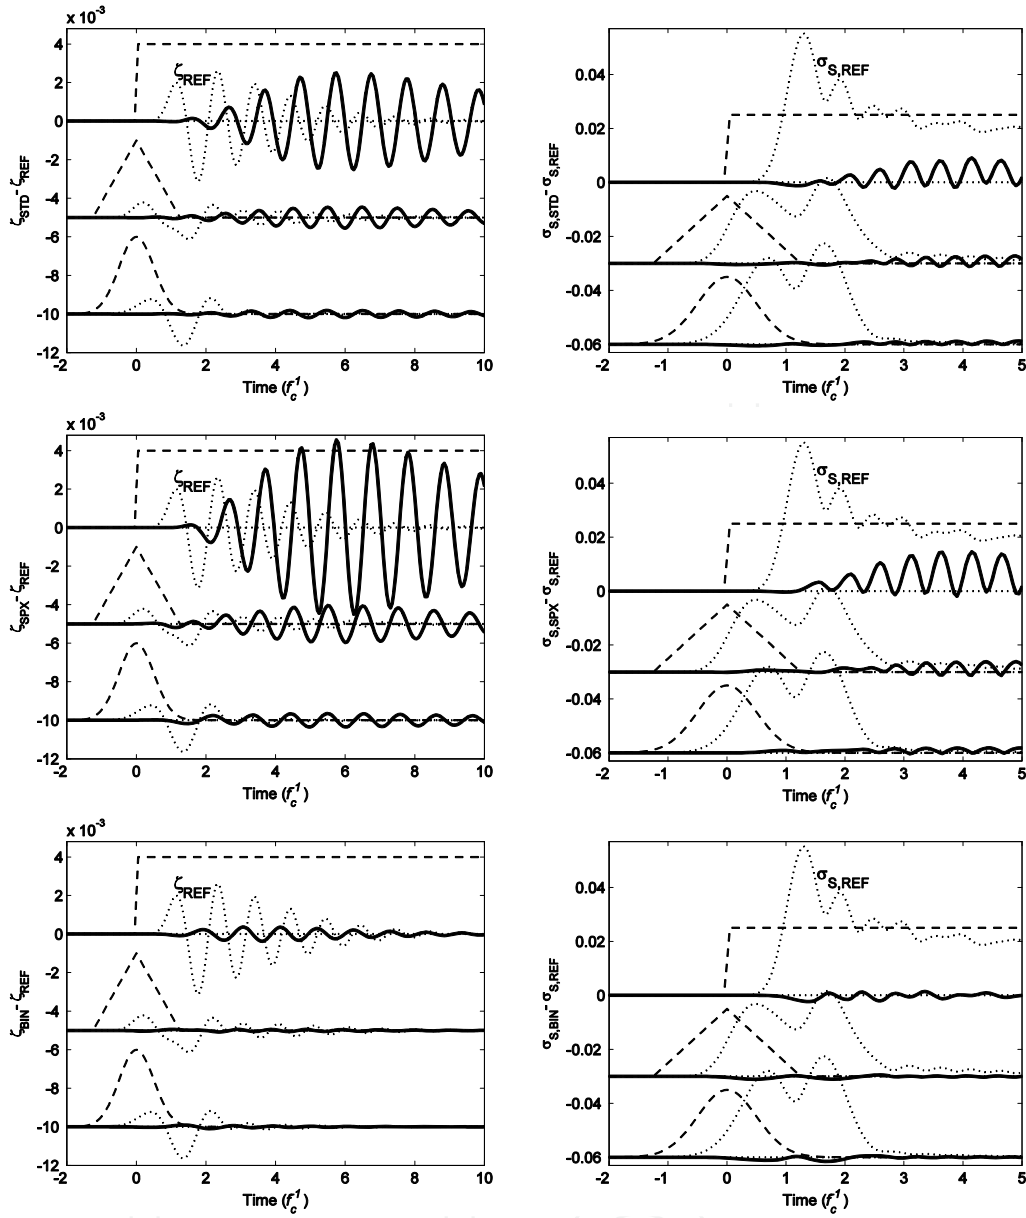 x 10⁻³
4
2
0
-2
-4
-6
-8
-10
-12
-2 0 2 4 6 8 10
ζREF
ζSTD - ζREF
Time (fc⁻¹)
0.04
0.02
0
-0.02
-0.04
-0.06
-2 -1 0 1 2 3 4 5
σS,REF
σS,STD - σS,REF
Time (fc⁻¹)
x 10⁻³
4
2
0
-2
-4
-6
-8
-10
-12
-2 0 2 4 6 8 10
ζREF
ζSPX - ζREF
Time (fc⁻¹)
0.04
0.02
0
-0.02
-0.04
-0.06
-2 -1 0 1 2 3 4 5
σS,REF
σS,SPX - σS,REF
Time (fc⁻¹)
x 10⁻³
4
2
0
-2
-4
-6
-8
-10
-12
-2 0 2 4 6 8 10
ζREF
ζBIN - ζREF
Time (fc⁻¹)
0.04
0.02
0
-0.02
-0.04
-0.06
-2 -1 0 1 2 3 4 5
σS,REF
σS,BIN - σS,REF
Time (fc⁻¹)